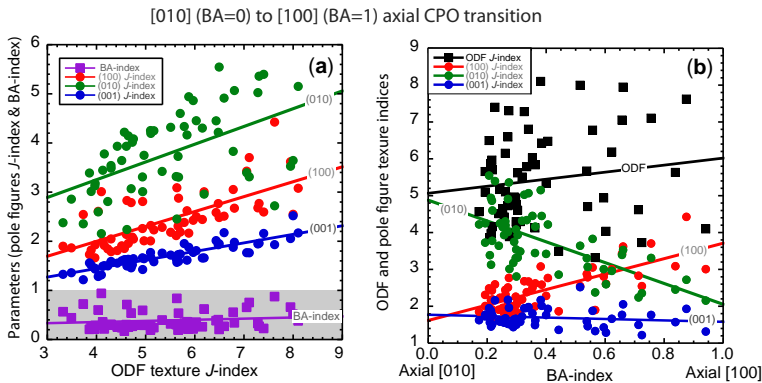 [010] (BA=0) to [100] (BA=1) axial CPO transition
Parameters (pole figures J-index & BA-index)
6
5
4
3
2
1
0
BA-index
(100) J-index
(010) J-index
(001) J-index
(a)
(010)
(100)
(001)
BA-index
3 4 5 6 7 8 9
ODF texture J-index
ODF and pole figure texure indices
9
8
7
6
5
4
3
2
1
ODF J-index
(100) J-index
(010) J-index
(001) J-index
(b)
ODF
(010)
(100)
(001)
0.0 0.2 0.4 0.6 0.8 1.0
Axial [010] BA-index Axial [100]